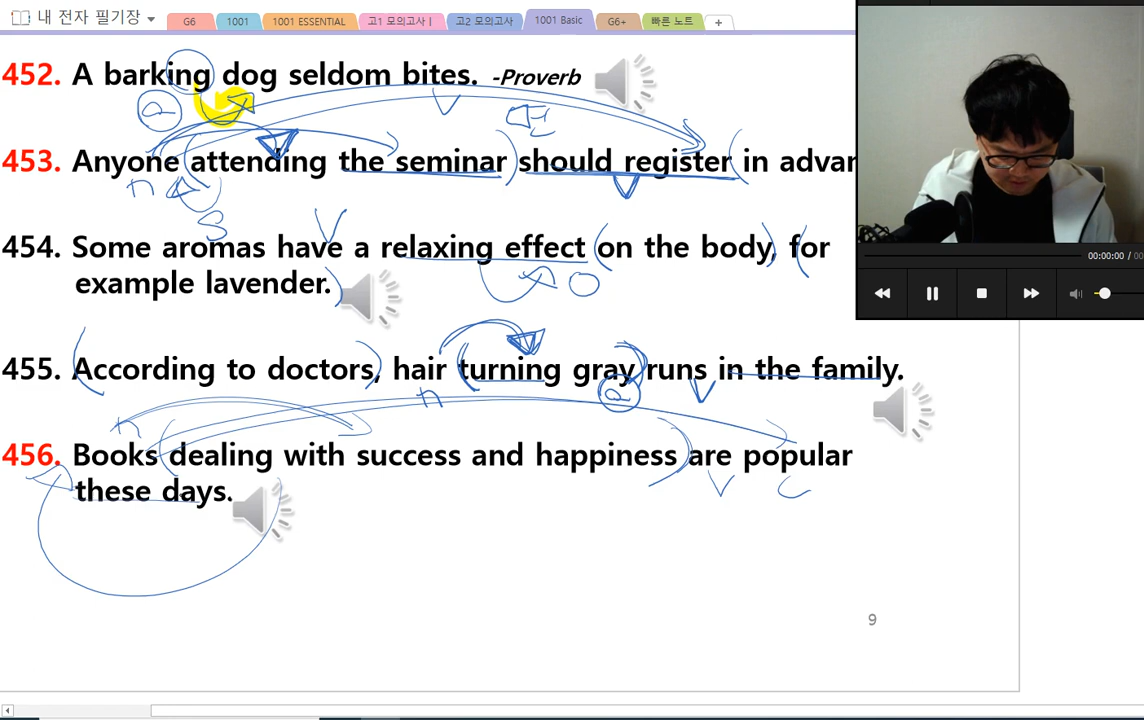 내 전자 필기장
G6
1001
1001 ESSENTIAL
고1 모의고사 I
고2 모의고사
1001 Basic
G6+
빠른 노트
+
452. A barking dog seldom bites. -Proverb
a
V
면
453. Anyone attending the seminar should register in advan
n
S
V
V
454. Some aromas have a relaxing effect on the body, for
example lavender.
O
00:00:00 / 00
455. According to doctors, hair turning gray runs in the family.
n
a
V
n
456. Books dealing with success and happiness are popular
these days.
V
C
9